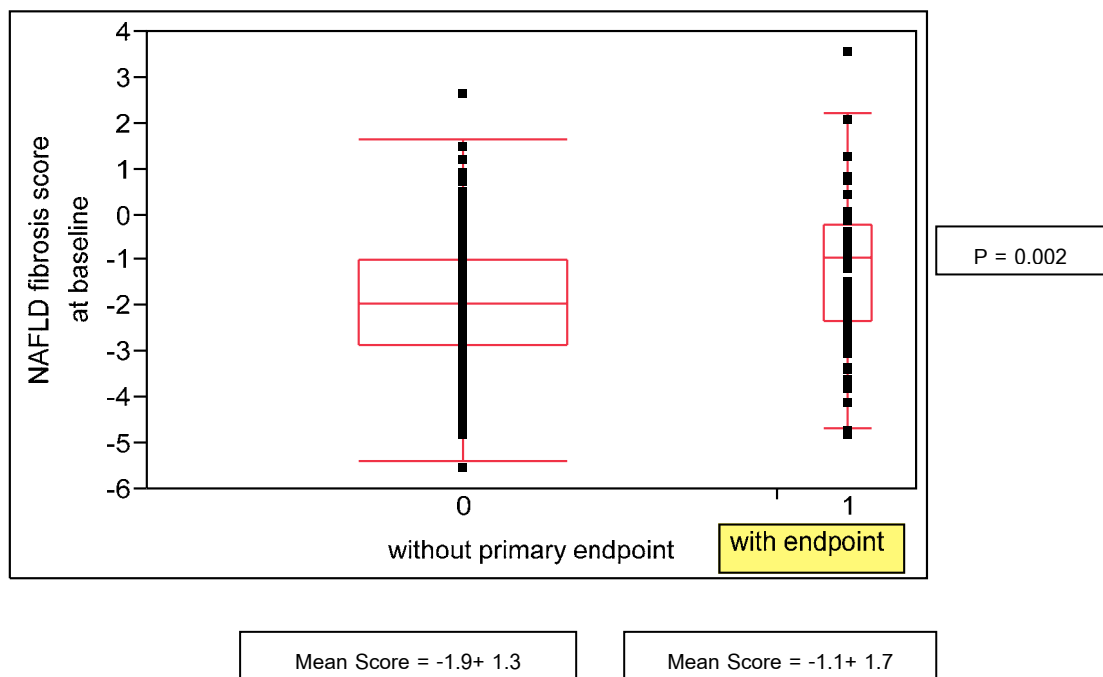 4
3
2
1
0
-1
-2
-3
-4
-5
-6
NAFLD fibrosis score
at baseline
0
1
without primary endpoint
with endpoint
P = 0.002
Mean Score = -1.9+ 1.3
Mean Score = -1.1+ 1.7